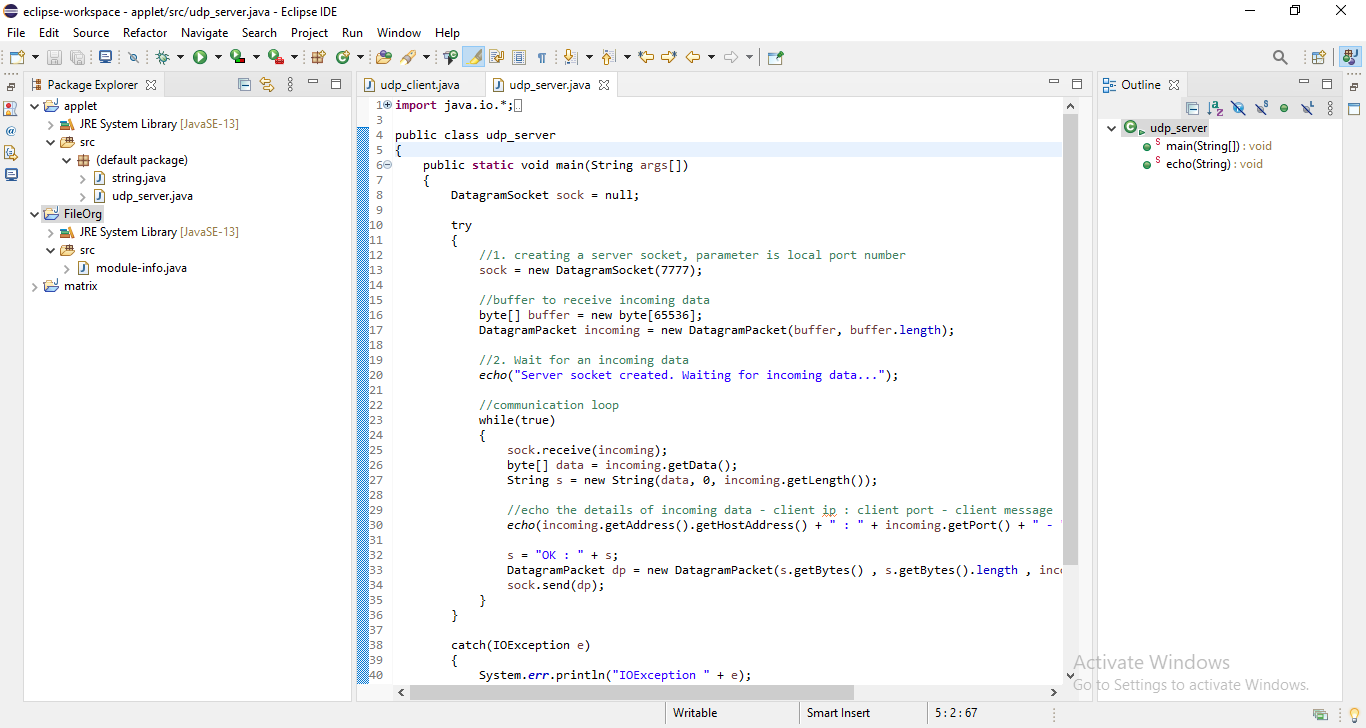 eclipse-workspace - applet/src/udp_server.java - Eclipse IDE
File Edit Source Refactor Navigate Search Project Run Window Help
Package Explorer
applet
JRE System Library [JavaSE-13]
src
(default package)
string.java
udp_server.java
FileOrg
JRE System Library [JavaSE-13]
src
module-info.java
matrix
udp_client.java udp_server.java
1 import java.io.*;
3
4 public class udp_server
5 {
6 public static void main(String args[])
7 {
8 DatagramSocket sock = null;
9
10 try
11 {
12 //1. creating a server socket, parameter is local port number
13 sock = new DatagramSocket(7777);
14
15 //buffer to receive incoming data
16 byte[] buffer = new byte[65536];
17 DatagramPacket incoming = new DatagramPacket(buffer, buffer.length);
18
19 //2. Wait for an incoming data
20 echo("Server socket created. Waiting for incoming data...");
21
22 //communication loop
23 while(true)
24 {
25 sock.receive(incoming);
26 byte[] data = incoming.getData();
27 String s = new String(data, 0, incoming.getLength());
28
29 //echo the details of incoming data - client ip : client port - client message
30 echo(incoming.getAddress().getHostAddress() + " : " + incoming.getPort() + " -
31
32 s = "OK : " + s;
33 DatagramPacket dp = new DatagramPacket(s.getBytes() , s.getBytes().length , inc
34 sock.send(dp);
35 }
36 }
37
38 catch(IOException e)
39 {
40 System.err.println("IOException " + e);
Outline
udp_server
main(String[]) : void
echo(String) : void
Activate Windows
Go to Settings to activate Windows.
Writable Smart Insert 5 : 2 : 67